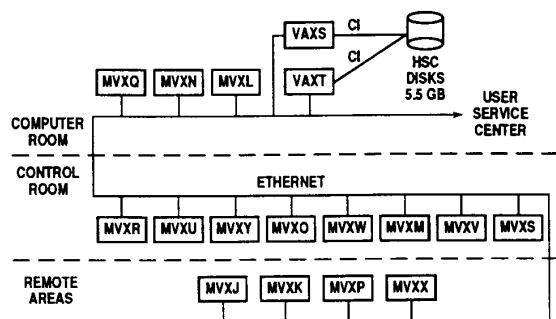 VAXS CI
HSC
DISKS
5.5 GB
CI
MVXQ MVXN MVXL VAXT
COMPUTER
ROOM
USER
SERVICE
CENTER
CONTROL
ROOM
ETHERNET
MVXR MVXU MVXY MVXO MVXW MVXM MVXV MVXS
REMOTE
AREAS
MVXJ MVXK MVXP MVXX